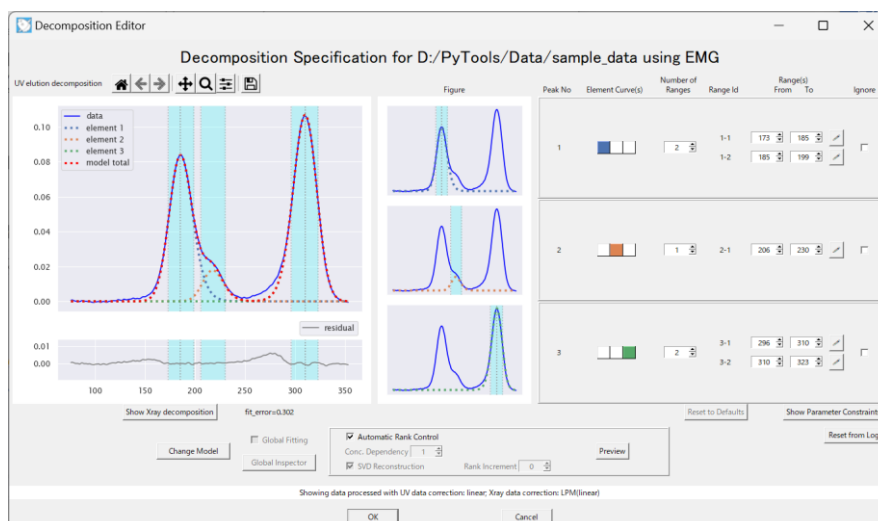 Decomposition Editor
Decomposition Specification for D:/PyTools/Data/sample_data using EMG
UV elution decomposition
Figure
Peak No Element Curve(s) Number of Ranges Range Id Range(s) From To Ignore
data
element 1
element 2
element 3
model total
0.10
0.08
0.06
0.04
0.02
0.00
residual
0.01
0.00
100 150 200 250 300 350
1 2 1-1 173 185
1-2 185 199
2 1 2-1 206 230
3 2 3-1 296 310
3-2 310 323
Show Xray decomposition fit_error=0.302
Reset to Defaults Show Parameter Constraint
Change Model
Global Fitting
Global Inspector
Automatic Rank Control
Conc. Dependency 1
SVD Reconstruction Rank Increment 0
Preview
Reset from Log
Showing data processed with UV data correction: linear; Xray data correction: LPM(linear)
OK Cancel